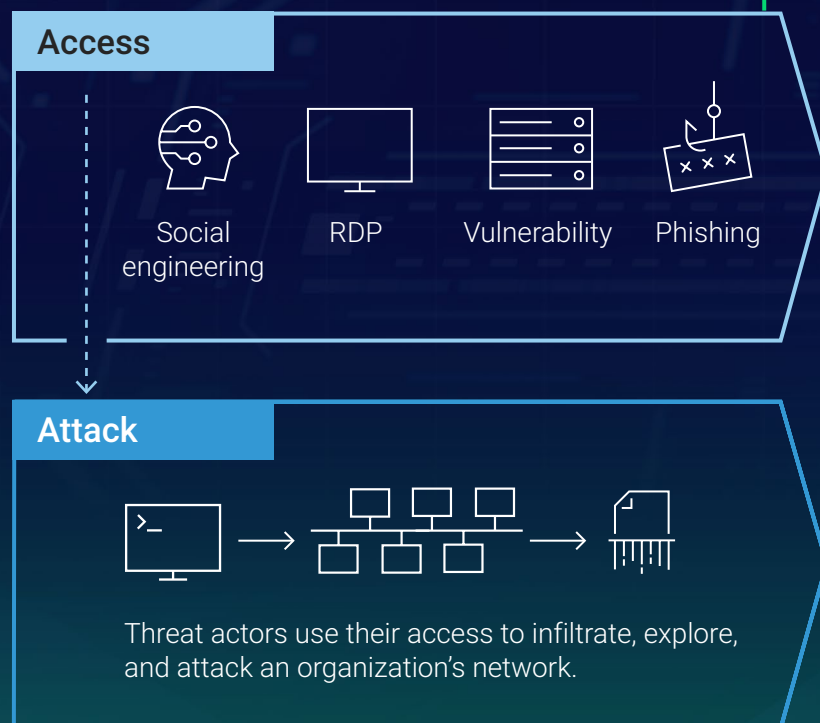 Access
Social
engineering
RDP
Vulnerability
Phishing
Attack
>_
Threat actors use their access to infiltrate, explore,
and attack an organization’s network.